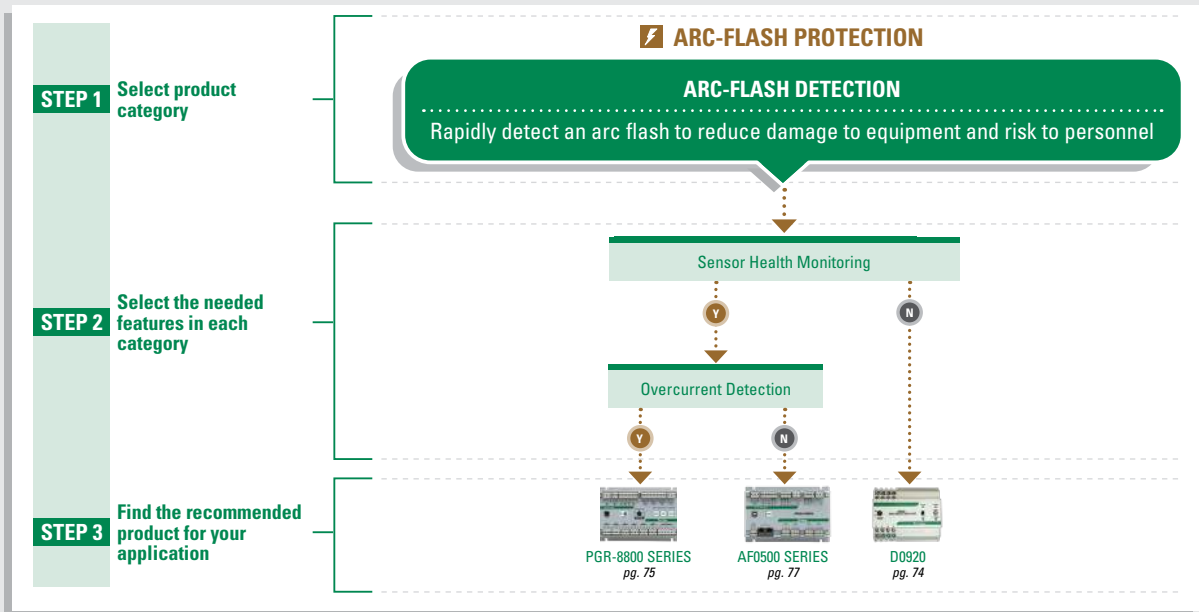 ARC-FLASH PROTECTION
STEP 1
Select product
category
ARC-FLASH DETECTION
Rapidly detect an arc flash to reduce damage to equipment and risk to personnel
STEP 2
Select the needed
features in each
category
Sensor Health Monitoring
Y
N
Overcurrent Detection
Y
N
STEP 3
Find the recommended
product for your
application
PGR-8800 SERIES
pg. 75
AF0500 SERIES
pg. 77
D0920
pg. 74